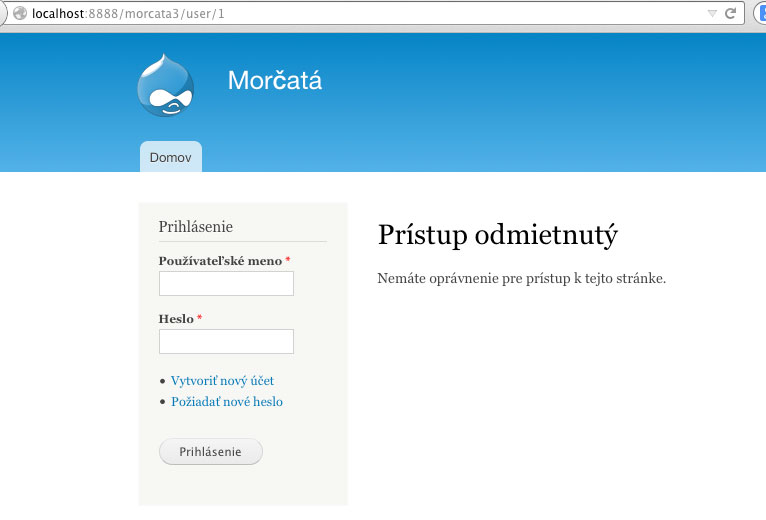 localhost:8888/morcata3/user/1
Morčatá
Domov
Prihlásenie
Používateľské meno *
Heslo *
Vytvoriť nový účet
Požiadať nové heslo
Prihlásenie
Prístup odmietnutý
Nemáte oprávnenie pre prístup k tejto stránke.